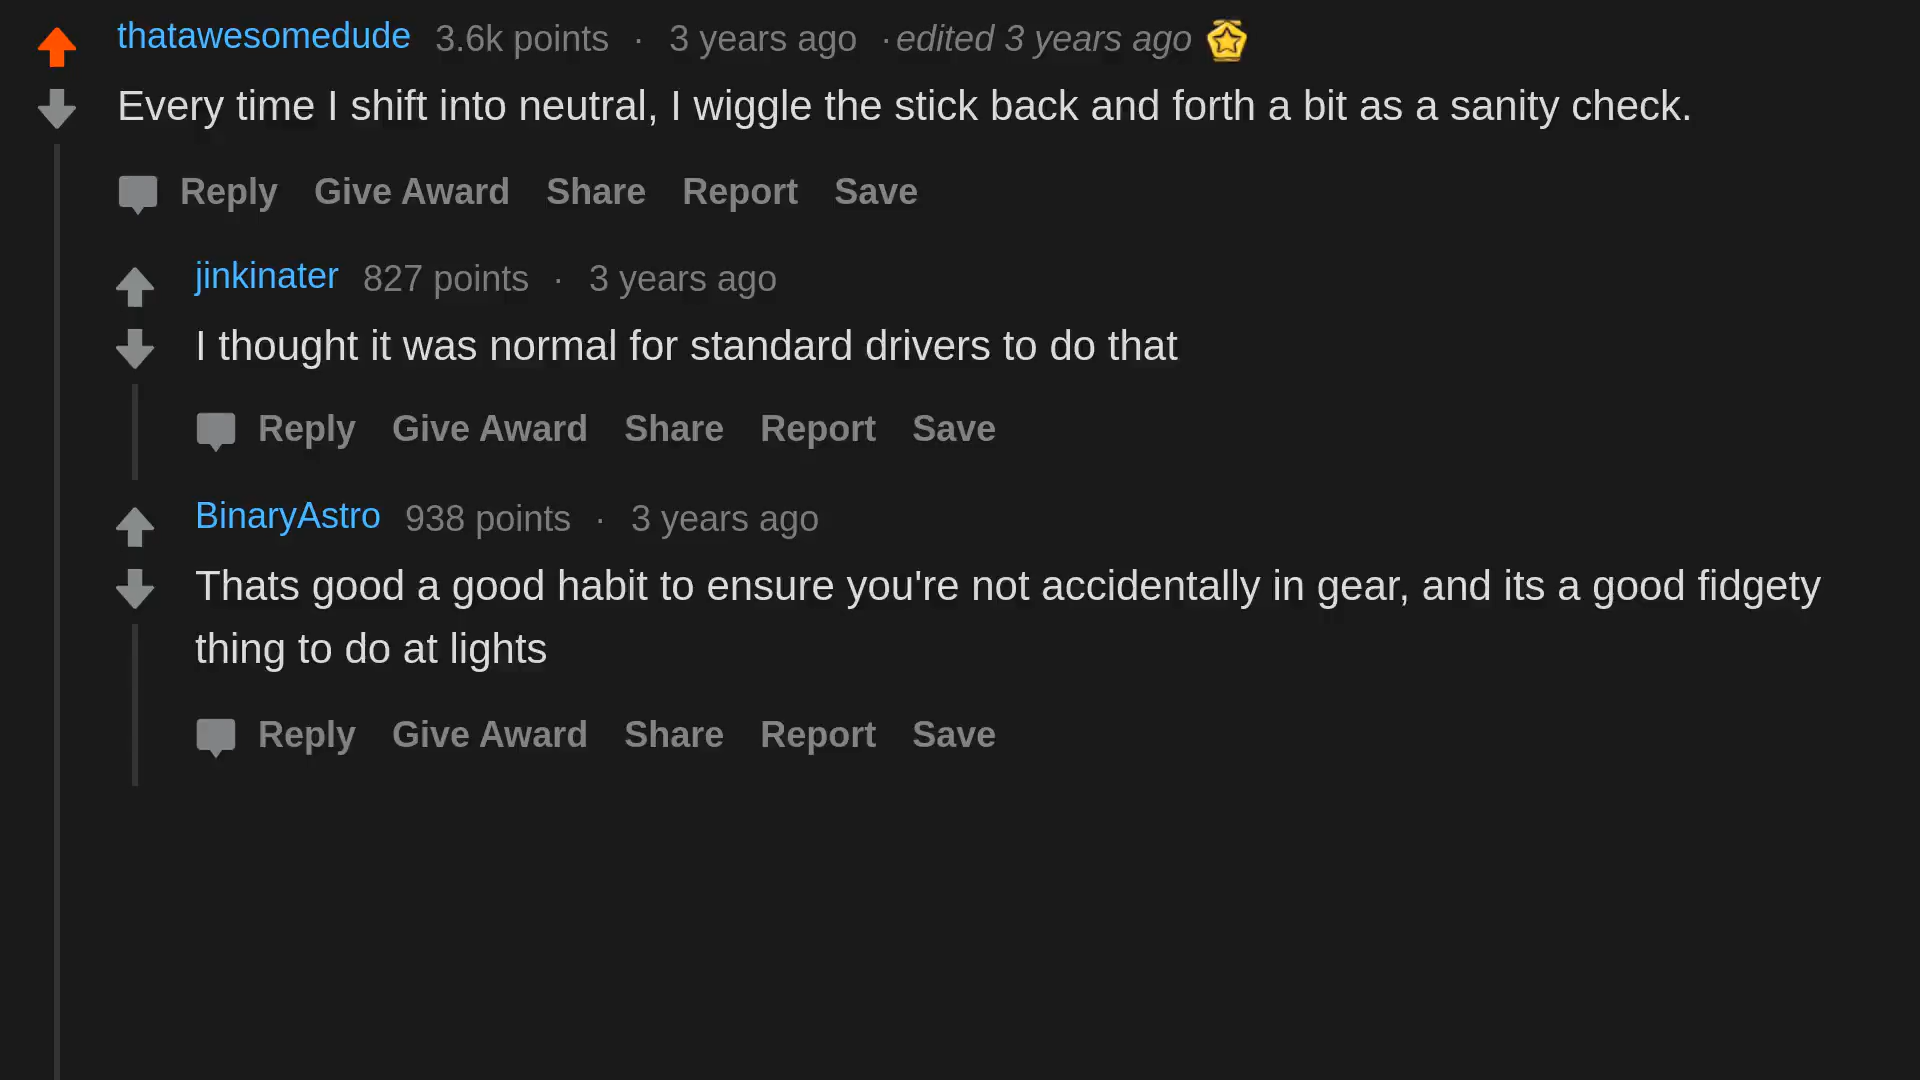 thatawesomedude 3.6k points · 3 years ago · edited 3 years ago
Every time I shift into neutral, I wiggle the stick back and forth a bit as a sanity check.
Reply Give Award Share Report Save
jinkinater 827 points · 3 years ago
I thought it was normal for standard drivers to do that
Reply Give Award Share Report Save
BinaryAstro 938 points · 3 years ago
Thats good a good habit to ensure you're not accidentally in gear, and its a good fidgety
thing to do at lights
Reply Give Award Share Report Save